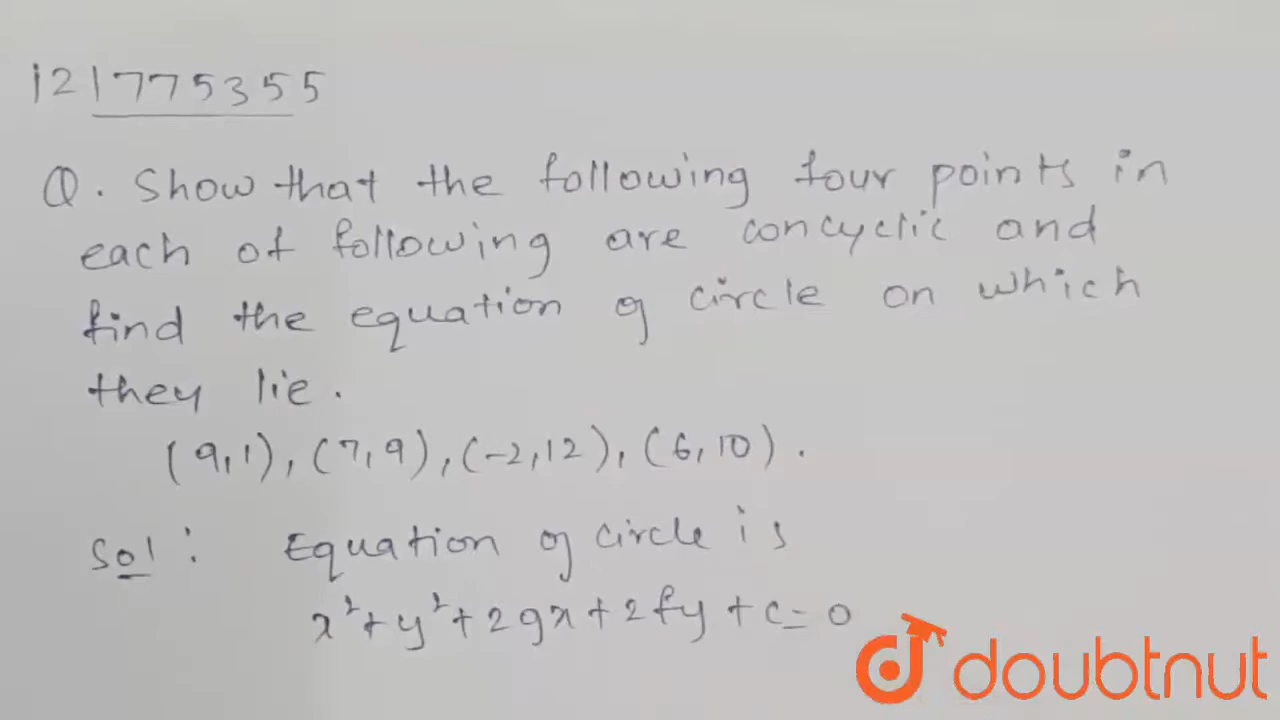 121775355
Q. Show that the following four points in
each of following are concyclic and
find the equation of circle on which
they lie.
(9,1), (7,9), (-2,12), (6,10).
Sol: Equation of circle is
x²+y²+2gx+2fy+c=0
doubtnut